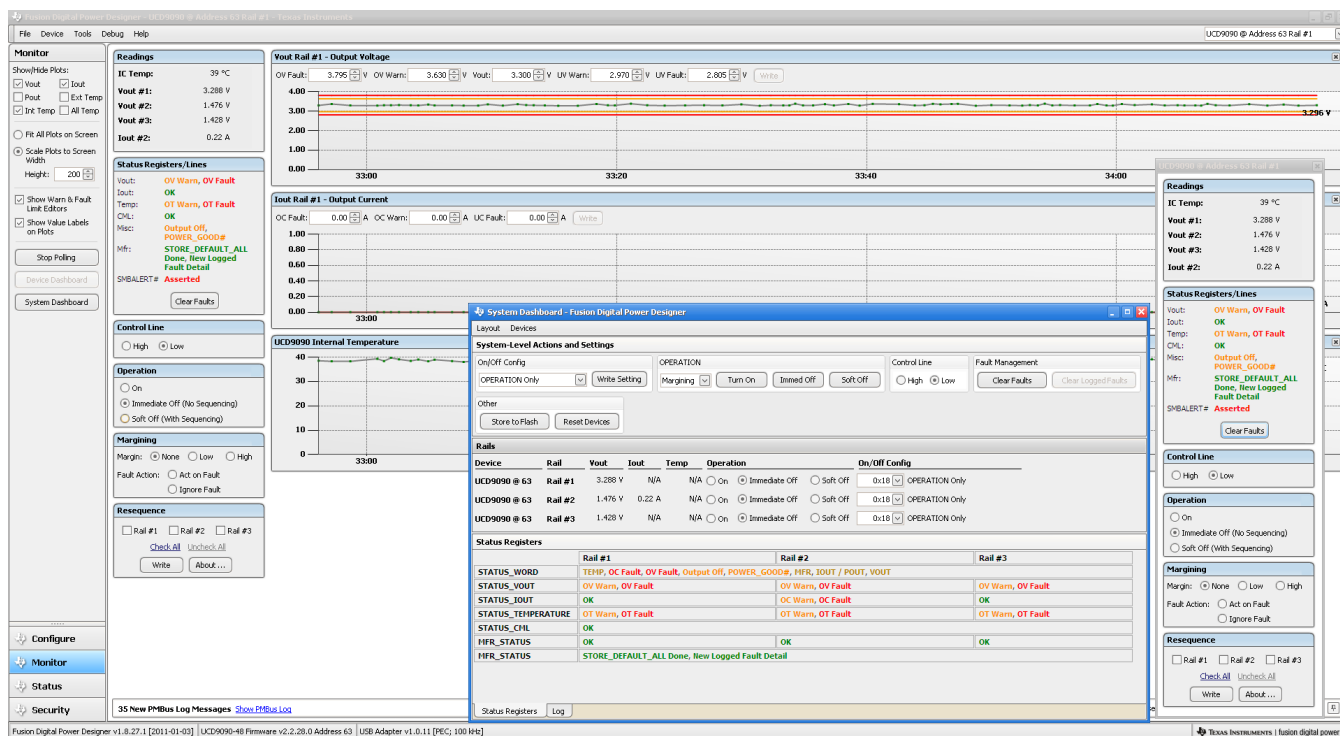 Fusion Digital Power Designer - UCD9090 @ Address 63 Rail #1 - Texas Instruments
File Device Tools Debug Help
UCD9090 @ Address 63 Rail #1
Monitor
Show/Hide Plots:
Vout Iout
Pout Ext Temp
Int Temp All Temp
Fit All Plots on Screen
Scale Plots to Screen
Width
Height: 200
Show Warn & Fault
Limit Editors
Show Value Labels
on Plots
Stop Polling
Device Dashboard
System Dashboard
Configure
Monitor
Status
Security
Readings
IC Temp: 39 °C
Vout #1: 3.288 V
Vout #2: 1.476 V
Vout #3: 1.428 V
Iout #2: 0.22 A
Status Registers/Lines
Vout: OV Warn, OV Fault
Iout: OK
Temp: OT Warn, OT Fault
CML: OK
Misc: Output Off,
POWER_GOOD#
Mfr: STORE_DEFAULT_ALL
Done, New Logged
Fault Detail
SMBALERT# Asserted
Clear Faults
Control Line
High Low
Operation
On
Immediate Off (No Sequencing)
Soft Off (With Sequencing)
Margining
Margin: None Low High
Fault Action: Act on Fault
Ignore Fault
Resequence
Rail #1 Rail #2 Rail #3
Check All Uncheck All
Write About ...
Vout Rail #1 - Output Voltage
OV Fault: 3.795 V OV Warn: 3.630 V Vout: 3.300 V UV Warn: 2.970 V UV Fault: 2.805 V Write
4.00
3.00
2.00
1.00
0.00
3.296 V
33:00 33:20 33:40 34:00
Iout Rail #1 - Output Current
OC Fault: 0.00 A OC Warn: 0.00 A UC Fault: 0.00 A Write
1.00
0.80
0.60
0.40
0.20
0.00
33:00
UCD9090 Internal Temperature
40
30
20
10
0
33:00
System Dashboard - Fusion Digital Power Designer
Layout Devices
System-Level Actions and Settings
On/Off Config OPERATION Control Line Fault Management
OPERATION Only Write Setting Margining Turn On Immed Off Soft Off High Low Clear Faults Clear Logged Faults
Other
Store to Flash Reset Devices
Rails
Device Rail Vout Iout Temp Operation On/Off Config
UCD9090 @ 63 Rail #1 3.288 V N/A N/A On Immediate Off Soft Off 0x18 OPERATION Only
UCD9090 @ 63 Rail #2 1.476 V 0.22 A N/A On Immediate Off Soft Off 0x18 OPERATION Only
UCD9090 @ 63 Rail #3 1.428 V N/A N/A On Immediate Off Soft Off 0x18 OPERATION Only
Status Registers
Rail #1 Rail #2 Rail #3
STATUS_WORD TEMP, OC Fault, OV Fault, Output Off, POWER_GOOD#, MFR, IOUT / POUT, VOUT
STATUS_VOUT OV Warn, OV Fault OV Warn, OV Fault OV Warn, OV Fault
STATUS_IOUT OK OC Warn, OC Fault OK
STATUS_TEMPERATURE OT Warn, OT Fault OT Warn, OT Fault OT Warn, OT Fault
STATUS_CML OK
MFR_STATUS OK OK OK
MFR_STATUS STORE_DEFAULT_ALL Done, New Logged Fault Detail
Status Registers Log
UCD9090 @ Address 63 Rail #1
Readings
IC Temp: 39 °C
Vout #1: 3.288 V
Vout #2: 1.476 V
Vout #3: 1.428 V
Iout #2: 0.22 A
Status Registers/Lines
Vout: OV Warn, OV Fault
Iout: OK
Temp: OT Warn, OT Fault
CML: OK
Misc: Output Off,
POWER_GOOD#
Mfr: STORE_DEFAULT_ALL
Done, New Logged
Fault Detail
SMBALERT# Asserted
Clear Faults
Control Line
High Low
Operation
On
Immediate Off (No Sequencing)
Soft Off (With Sequencing)
Margining
Margin: None Low High
Fault Action: Act on Fault
Ignore Fault
Resequence
Rail #1 Rail #2 Rail #3
Check All Uncheck All
Write About ...
35 New PMBus Log Messages Show PMBus Log
Fusion Digital Power Designer v1.8.27.1 [2011-01-03] UCD9090-48 Firmware v2.2.28.0 Address 63 USB Adapter v1.0.11 [PEC; 100 kHz]
TEXAS INSTRUMENTS | fusion digital power